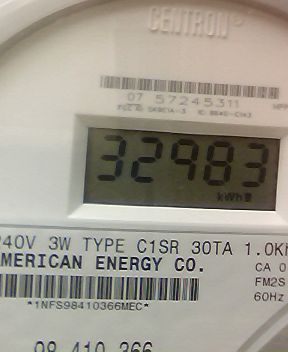 CENTRON®
07 57245311
32983
kWh
240V 3W TYPE C1SR 30TA 1.0Kh
AMERICAN ENERGY CO.
CA 0
FM2S
60Hz
*1NFS98410366MEC*
98 410 366